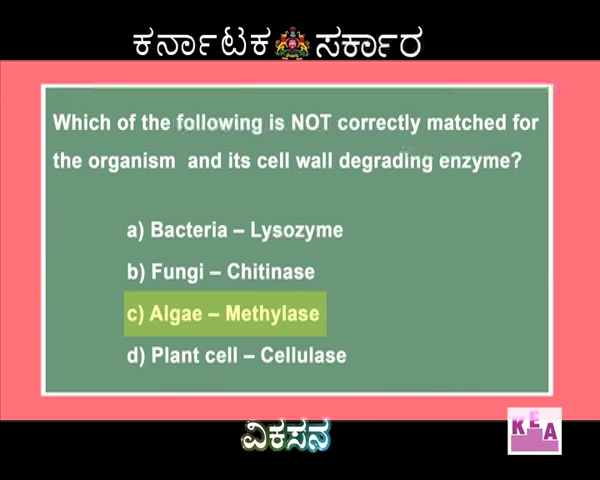 ಕರ್ನಾಟಕ ಸರ್ಕಾರ
Which of the following is NOT correctly matched for
the organism and its cell wall degrading enzyme?
a) Bacteria – Lysozyme
b) Fungi – Chitinase
c) Algae – Methylase
d) Plant cell – Cellulase
ವಿಕಸನ
KEA